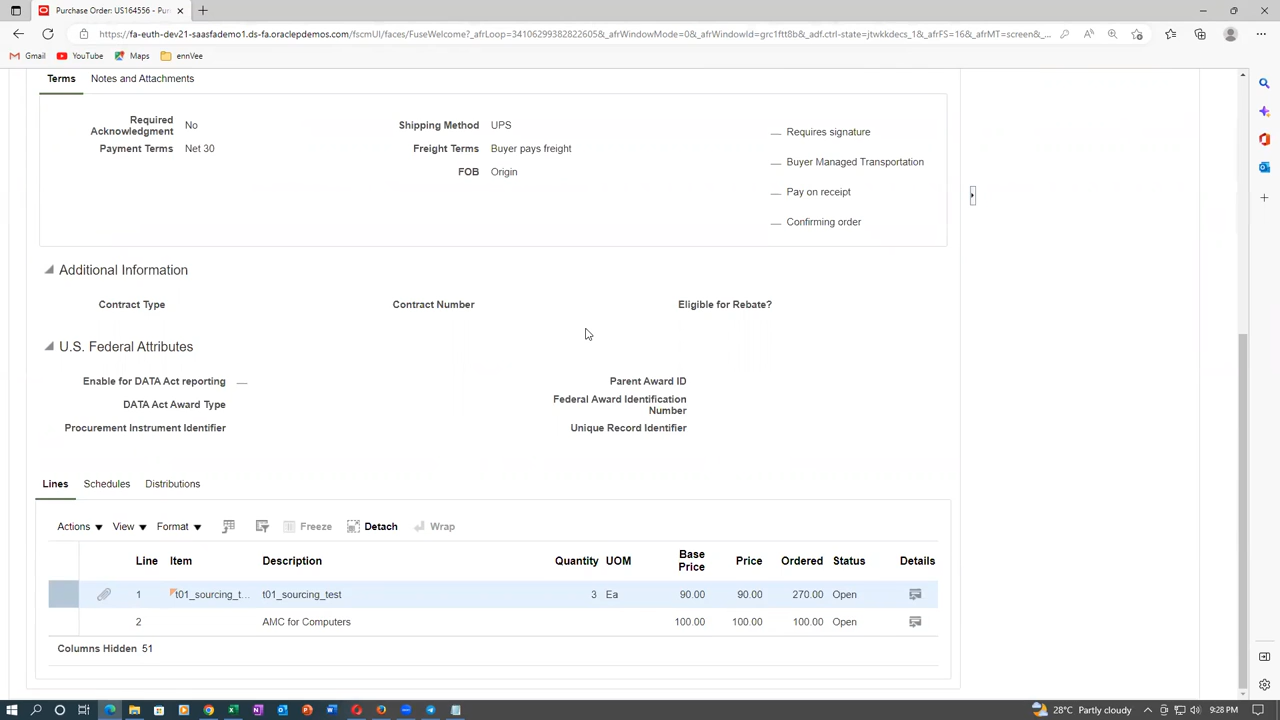 Purchase Order: US164556 - Pur
https://fa-euth-dev21-saasfademo1.ds-fa.oraclepdemos.com/fscmUI/faces/FuseWelcome?_afrLoop=341062993828226058_afrWindowMode=0&_afrWindowId=grc1ftt8b&_adf.ctrl-state=jtwkkdecs_1&_afrFS=16&_afrMT=screen&_...
Gmail YouTube Maps ennVee
Terms Notes and Attachments
Required Acknowledgment No Shipping Method UPS Requires signature
Payment Terms Net 30 Freight Terms Buyer pays freight Buyer Managed Transportation
FOB Origin Pay on receipt
Confirming order
Additional Information
Contract Type Contract Number Eligible for Rebate?
U.S. Federal Attributes
Enable for DATA Act reporting Parent Award ID
DATA Act Award Type Federal Award Identification Number
Procurement Instrument Identifier Unique Record Identifier
Lines Schedules Distributions
Actions View Format Freeze Detach Wrap
Line Item Description Quantity UOM Base Price Price Ordered Status Details
1 t01_sourcing_t... t01_sourcing_test 3 Ea 90.00 90.00 270.00 Open
2 AMC for Computers 100.00 100.00 100.00 Open
Columns Hidden 51
28°C Partly cloudy 9:28 PM